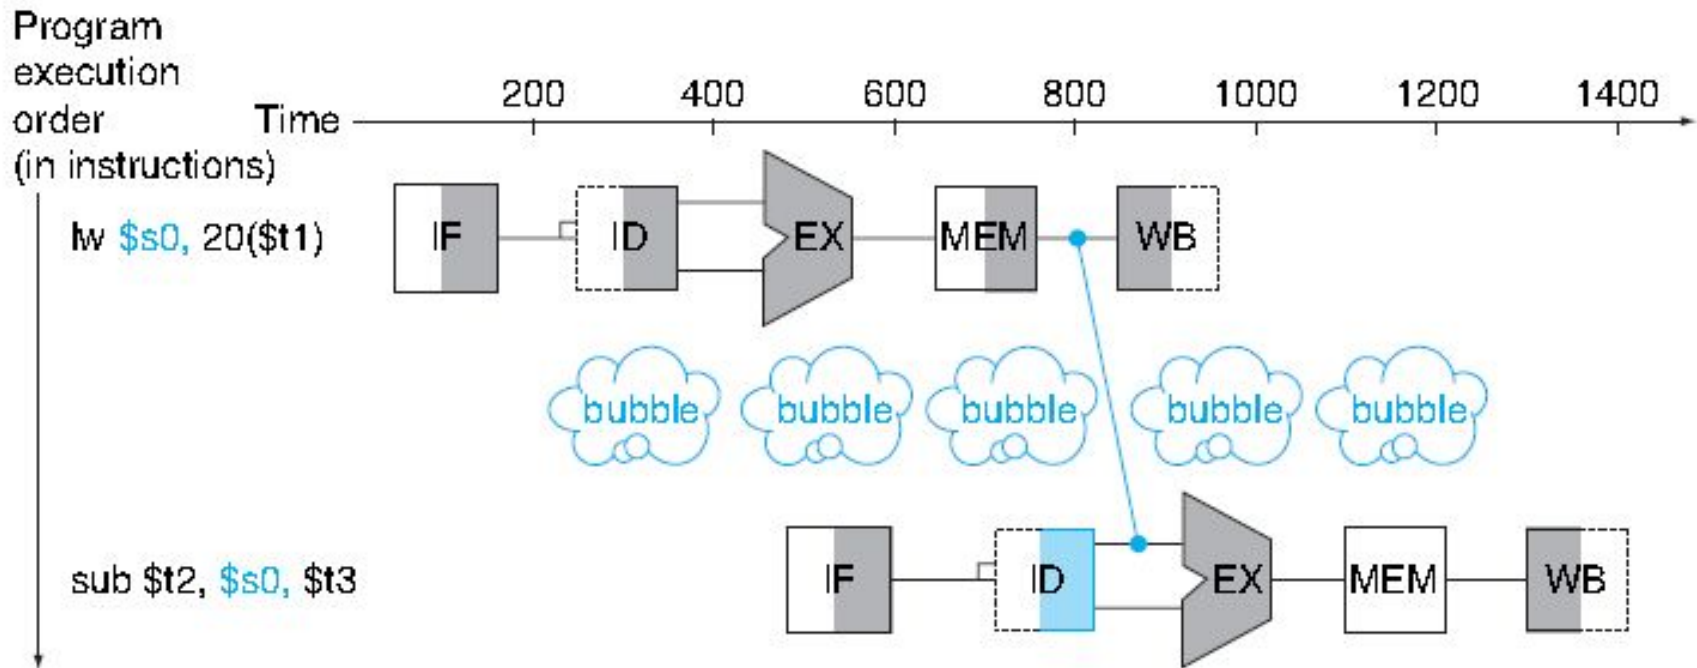 Program
execution
order
(in instructions)
Time
200 400 600 800 1000 1200 1400
lw $s0, 20($t1)
IF ID EX MEM WB
bubble bubble bubble bubble bubble
sub $t2, $s0, $t3
IF ID EX MEM WB